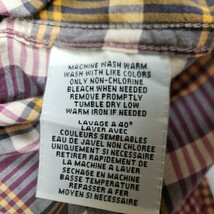 MACHINE WASH WARM
WASH WITH LIKE COLORS
ONLY NON-CHLORINE
BLEACH WHEN NEEDED
REMOVE PROMPTLY
TUMBLE DRY LOW
WARM IRON IF NEEDED
LAVAGE A 40°
LAVER AVEC
COULEURS SEMBLABLES
EAU DE JAVEL NON CHLOREE
UNIQUEMENT SI NECESSAIRE
RETIRER RAPIDEMENT DE
LA MACHINE A LAVER
SECHAGE EN MACHINE
BASSE TEMPERATURE
REPASSER A FER
MOYEN SI NECESSAIRE